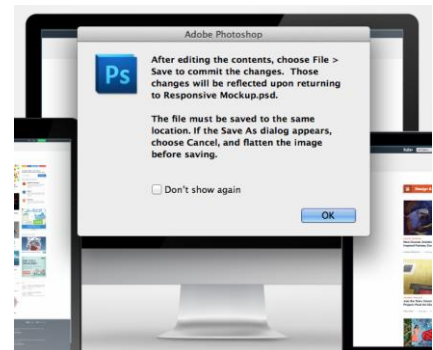 Adobe Photoshop
Ps
After editing the contents, choose File >
Save to commit the changes. Those
changes will be reflected upon returning
to Responsive Mockup.psd.
The file must be saved to the same
location. If the Save As dialog appears,
choose Cancel, and flatten the image
before saving.
Don't show again
OK